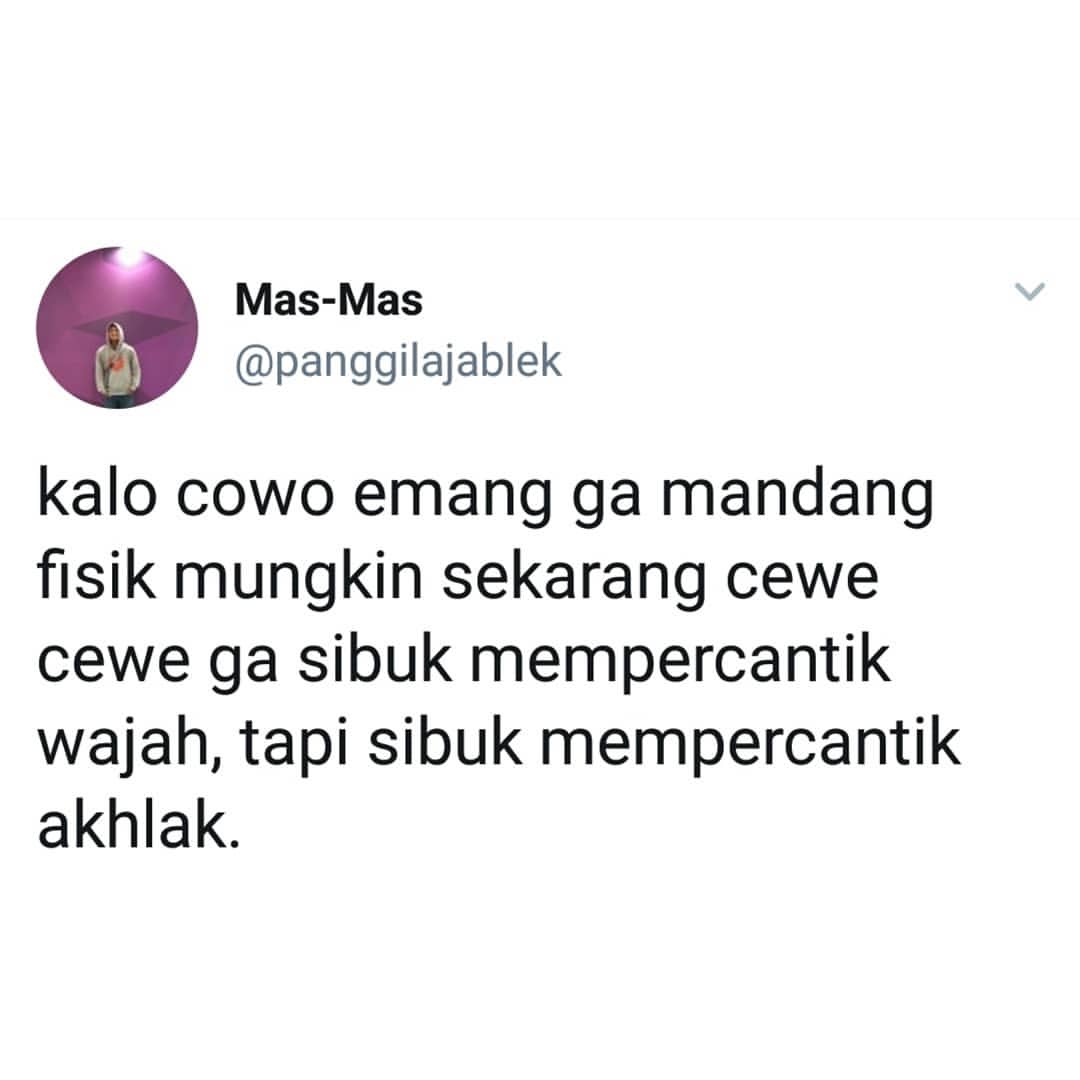 Mas-Mas
@panggilajablek
kalo cowo emang ga mandang
fisik mungkin sekarang cewe
cewe ga sibuk mempercantik
wajah, tapi sibuk mempercantik
akhlak.